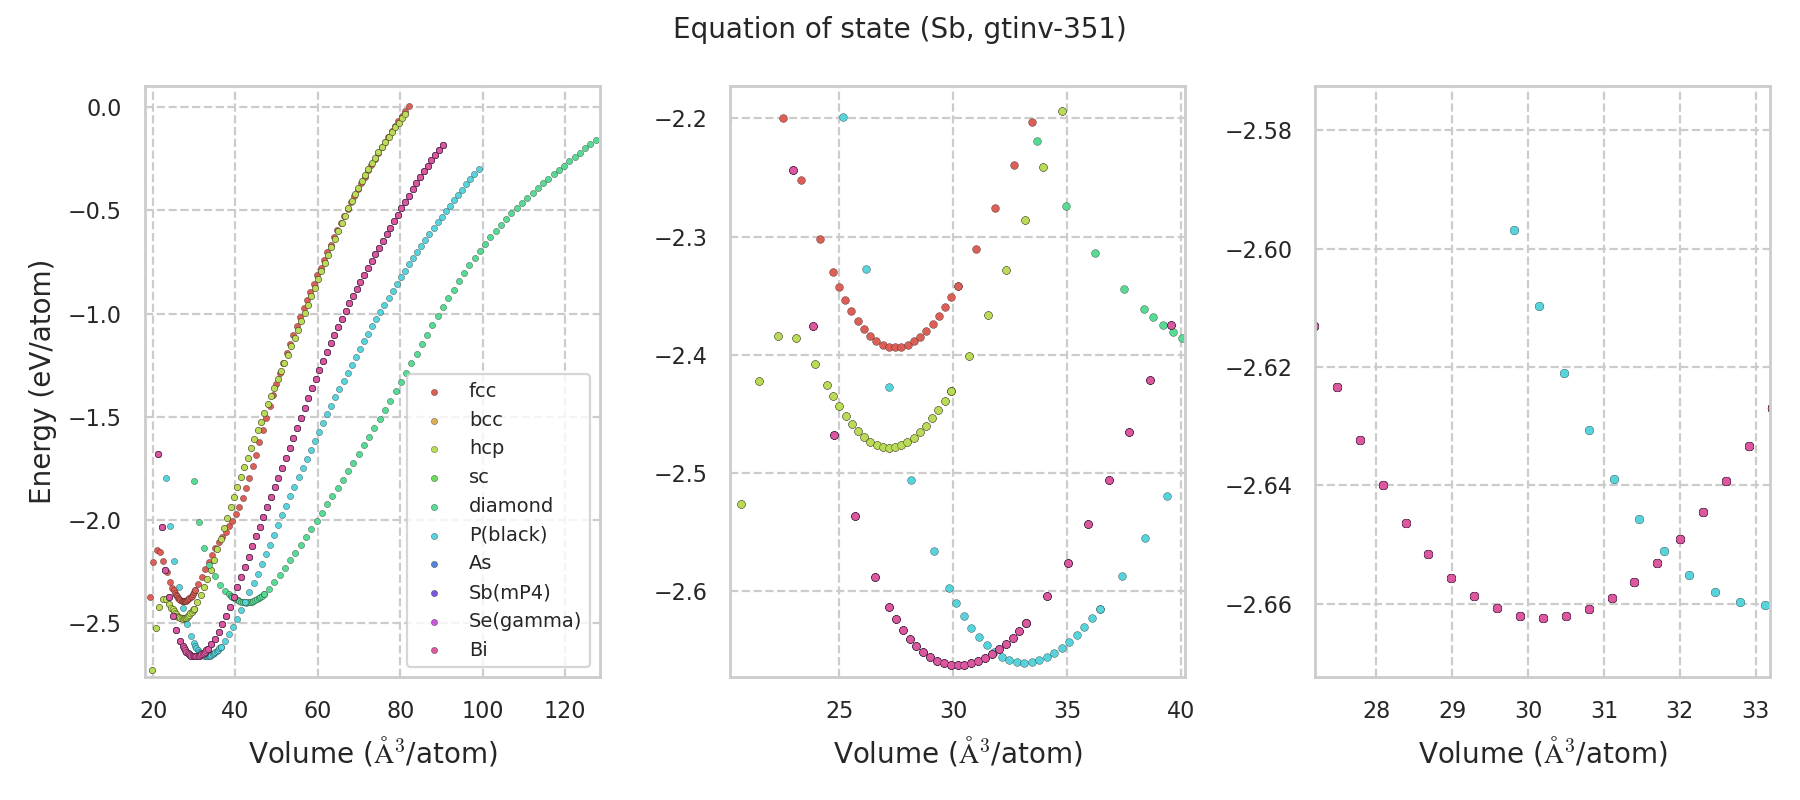 Equation of state (Sb, gtinv-351)
Energy (eV/atom)
0.0
−0.5
−1.0
−1.5
−2.0
−2.5
20 40 60 80 100 120
Volume (Å³/atom)
fcc
bcc
hcp
sc
diamond
P(black)
As
Sb(mP4)
Se(gamma)
Bi
−2.2
−2.3
−2.4
−2.5
−2.6
25 30 35 40
Volume (Å³/atom)
−2.58
−2.60
−2.62
−2.64
−2.66
28 29 30 31 32 33
Volume (Å³/atom)